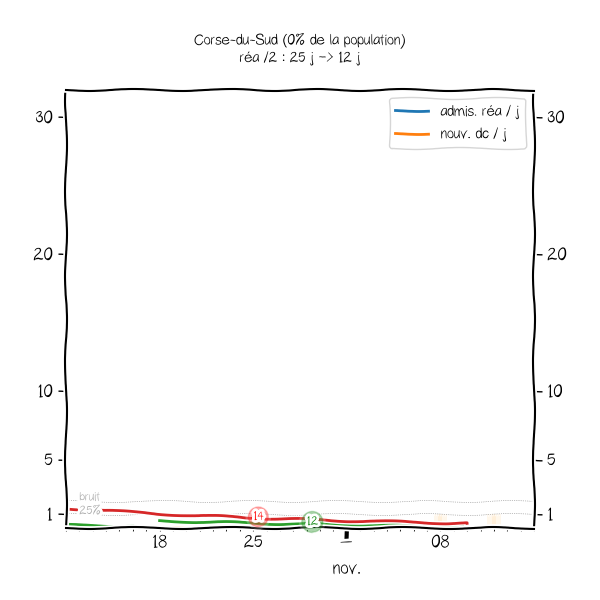 Corse-du-Sud (0% de la population)
réa /2 : 25 j -> 12 j
admis. réa / j
nouv. dc / j
30
30
20
20
10
10
5
5
bruit
25%
1
1
14
12
18
25
1
08
nov.